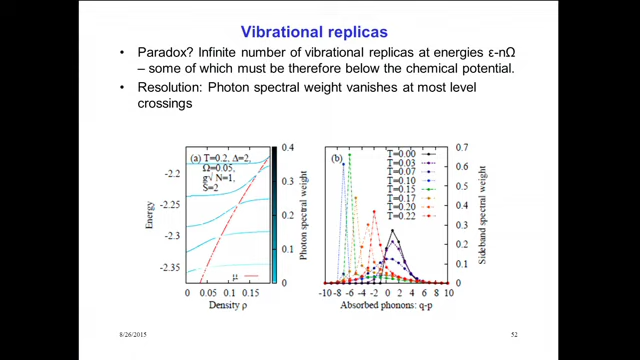 Vibrational replicas
• Paradox? Infinite number of vibrational replicas at energies ε-nΩ
– some of which must be therefore below the chemical potential.
• Resolution: Photon spectral weight vanishes at most level
crossings
(a) T=0.2, Δ=2,
Ω=0.05,
g√N=1,
S=2
-2.2
-2.25
-2.3
-2.35
Energy
μ
0 0.05 0.1 0.15
Density ρ
0.4
0.3
0.2
0.1
0
Photon spectral weight
(b)
T=0.00
T=0.03
T=0.07
T=0.10
T=0.15
T=0.17
T=0.20
T=0.22
0.7
0.6
0.5
0.4
0.3
0.2
0.1
0
Sideband spectral weight
-10 -8 -6 -4 -2 0 2 4 6 8 10
Absorbed phonons: q-p
8/26/2015
52